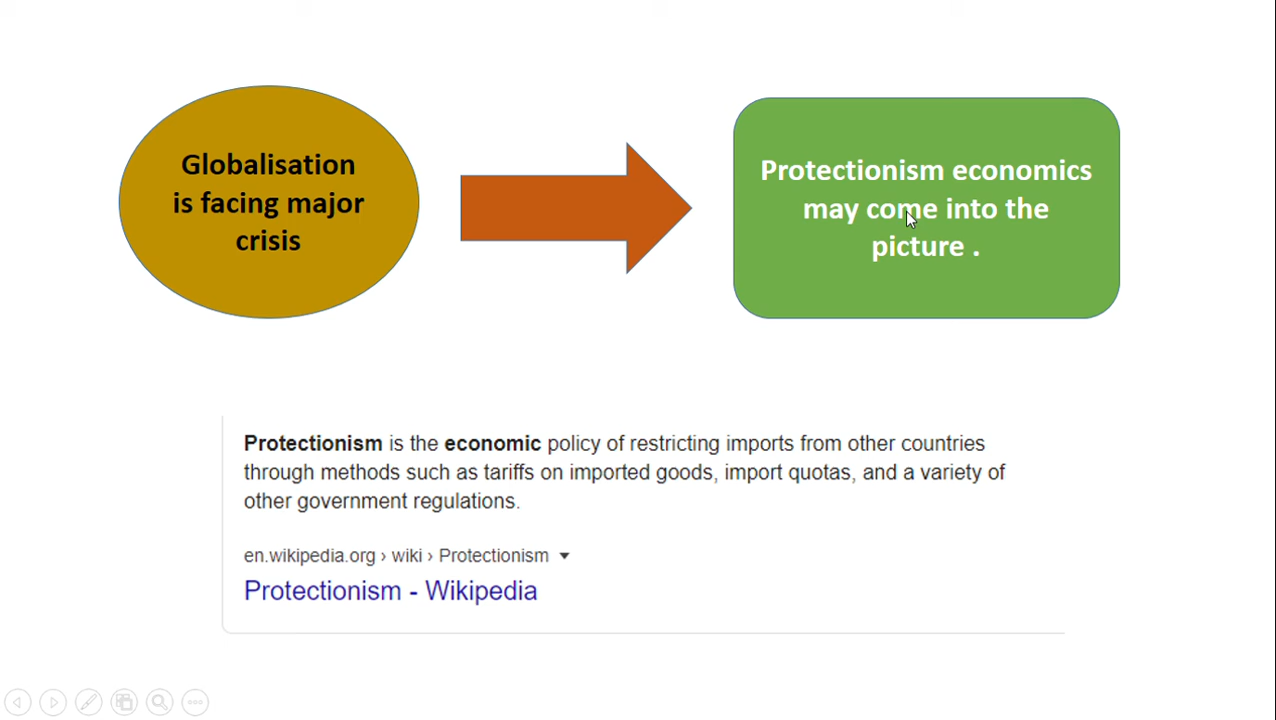 Globalisation
is facing major
crisis
Protectionism economics
may come into the
picture .
Protectionism is the economic policy of restricting imports from other countries
through methods such as tariffs on imported goods, import quotas, and a variety of
other government regulations.
en.wikipedia.org › wiki › Protectionism
Protectionism - Wikipedia